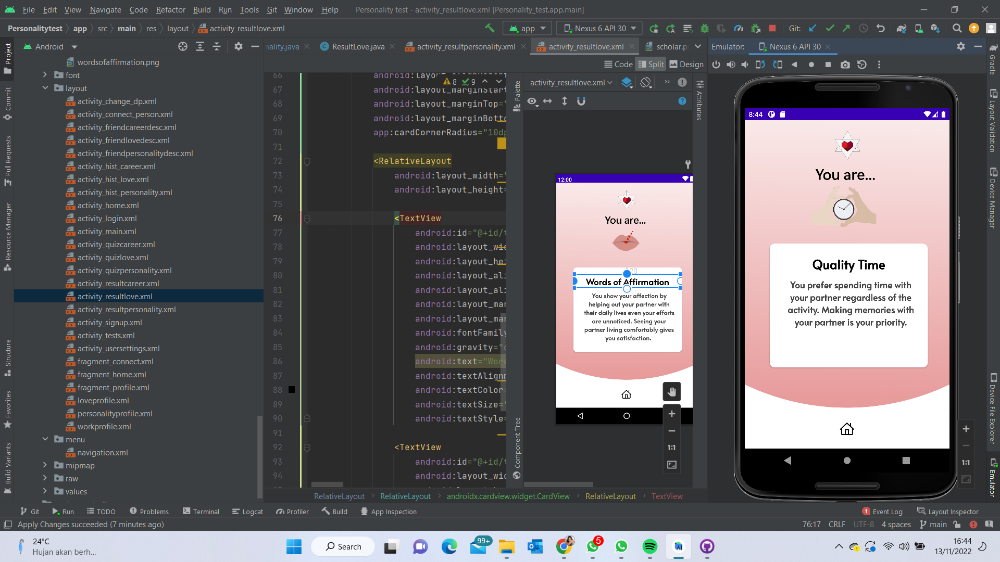 File Edit View Navigate Code Refactor Build Run Tools Git Window Help Personality test - activity_resultlove.xml [Personality_test.app.main]
Personalitytest app src main res layout activity_resultlove.xml app Nexus 6 API 30 Git:
Android
nality.java ResultLove.java activity_resultpersonality.xml activity_resultlove.xml scholar.p
Emulator: Nexus 6 API 30
Code Split Design
Project
Commit
Pull Requests
Resource Manager
Structure
Favorites
Build Variants
wordsofaffirmation.png
font
layout
activity_change_dp.xml
activity_connect_person.xml
activity_friendcareerdesc.xml
activity_friendlovedesc.xml
activity_friendpersonalitydesc.xml
activity_hist_career.xml
activity_hist_love.xml
activity_hist_personality.xml
activity_home.xml
activity_login.xml
activity_main.xml
activity_quizcareer.xml
activity_quizlove.xml
activity_quizpersonality.xml
activity_resultcareer.xml
activity_resultlove.xml
activity_resultpersonality.xml
activity_signup.xml
activity_tests.xml
activity_usersettings.xml
fragment_connect.xml
fragment_home.xml
fragment_profile.xml
loveprofile.xml
personalityprofile.xml
workprofile.xml
menu
navigation.xml
mipmap
raw
values
8 9
66
67 android:layout_marginStart
68 android:layout_marginTop="
69 android:layout_marginBotto
70 app:cardCornerRadius="10dp
71
72 <RelativeLayout
73 android:layout_width="
74 android:layout_height=
75
76 <TextView
77 android:id="@+id/t
78 android:layout_wid
79 android:layout_hei
80 android:layout_ali
81 android:layout_ali
82 android:layout_mar
83 android:layout_mar
84 android:fontFamily
85 android:gravity="c
86 android:text="Word
87 android:textAlignm
88 android:textColor=
89 android:textSize="
90 android:textStyle=
91
92 <TextView
93 android:id="@+id/t
94 android:layout_wid
Palette
Component Tree
activity_resultlove.xml
Attributes
12:00
You are...
Words of Affirmation
You show your affection by
helping out your partner with
their daily lives even your efforts
are unnoticed. Seeing your
partner living comfortably gives
you satisfaction.
1:1
8:44
You are...
Quality Time
You prefer spending time with
your partner regardless of the
activity. Making memories with
your partner is your priority.
1:1
Gradle
Layout Validation
Device Manager
Device File Explorer
Emulator
RelativeLayout RelativeLayout androidx.cardview.widget.CardView RelativeLayout TextView
Git Run TODO Problems Terminal Logcat Profiler Build App Inspection 1 Event Log Layout Inspector
Apply Changes succeeded (7 minutes ago) 76:17 CRLF UTF-8 4 spaces main
24°C
Hujan akan berh...
Search
99+
5
16:44
13/11/2022